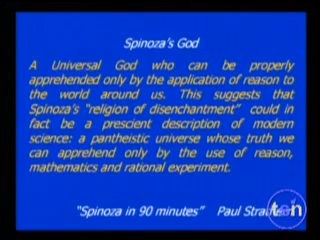 Spinoza's God
A Universal God who can be properly
apprehended only by the application of reason to
the world around us. This suggests that
Spinoza's "religion of disenchantment" could in
fact be a prescient description of modern
science: a pantheistic universe whose truth we
can apprehend only by the use of reason,
mathematics and rational experiment.
"Spinoza in 90 minutes" Paul
ten